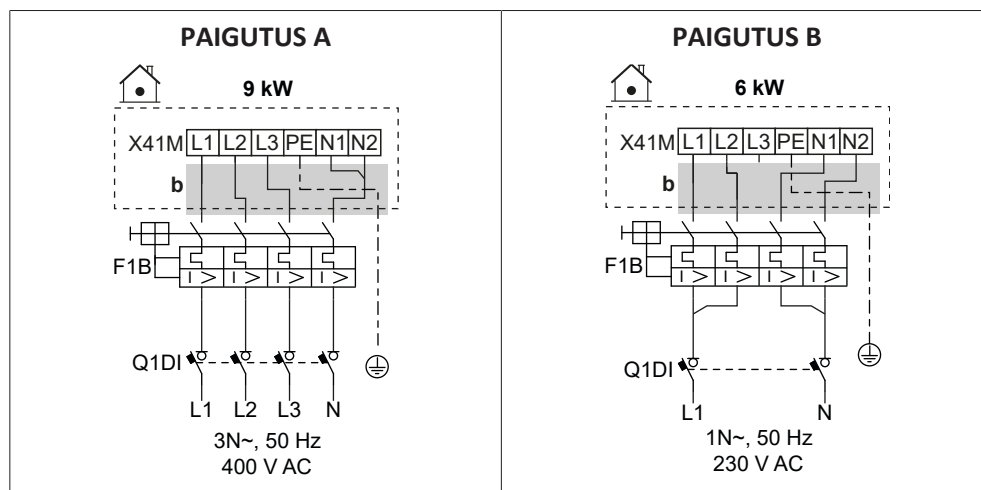 PAIGUTUS A
9 kW
X41M L1 L2 L3 PE N1 N2
b
F1B
I > I > I > I >
Q1DI
L1 L2 L3 N
3N~, 50 Hz
400 V AC
PAIGUTUS B
6 kW
X41M L1 L2 L3 PE N1 N2
b
F1B
I > I > I > I >
Q1DI
L1 N
1N~, 50 Hz
230 V AC